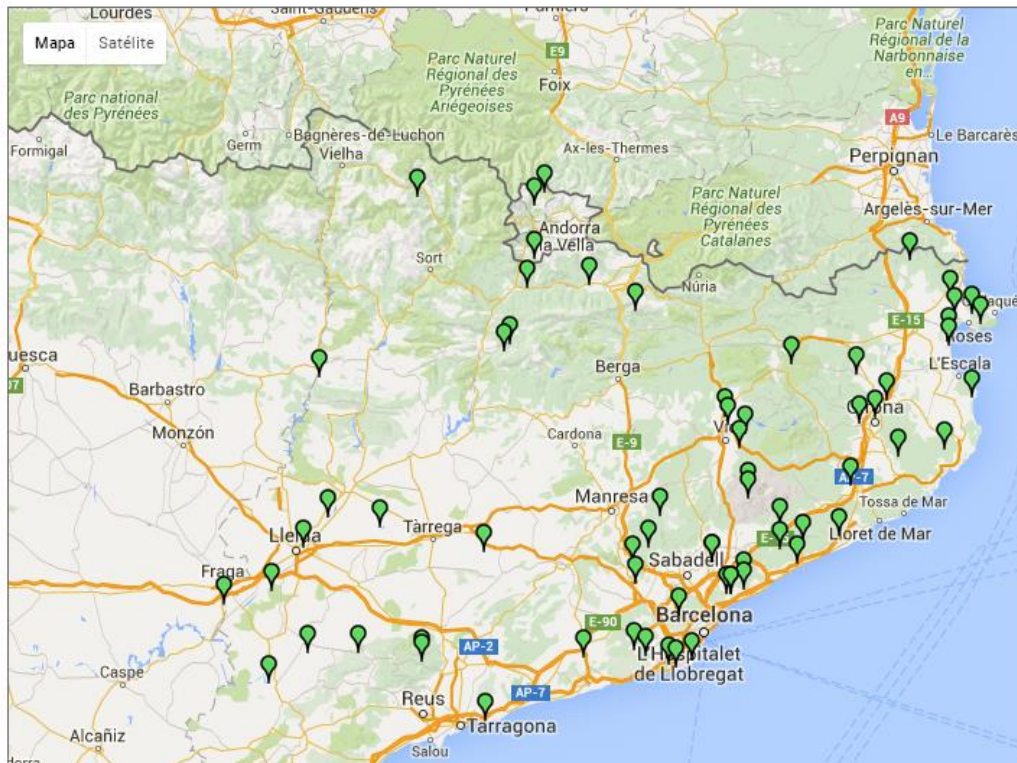 Lourdes
Saint-Gaudens
Pamiers
Mapa
Satélite
E9
Parc Naturel
Régional de la
Narbonnaise
en...
Parc Naturel
Régional des
Pyrénées
Ariégeoises
Foix
Parc national
des Pyrénées
A9
Le Barcarès
Formigal
Germ
Bagnères-de-Luchon
Vielha
Ax-les-Thermes
Perpignan
Parc Naturel
Régional des
Pyrénées
Catalanes
Argelès-sur-Mer
Andorra
la Vella
Sort
Núria
E-15
Roses
uesca
Berga
L'Escala
07
Barbastro
Girona
Monzón
Cardona
E-9
Manresa
AP-7
Tossa de Mar
Lleida
Tàrrega
Lloret de Mar
E-15
Sabadell
Fraga
E-90
Barcelona
AP-2
L'Hospitalet
de Llobregat
Caspe
Reus
AP-7
Tarragona
Alcañiz
Salou